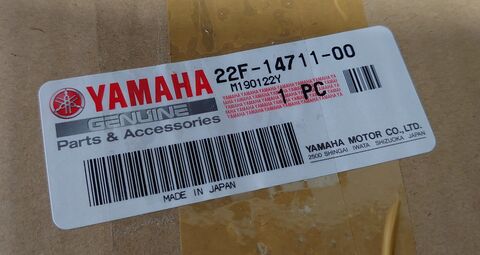 YAMAHA
22F-14711-00
M190122Y
1 PC
GENUINE
Parts & Accessories
YAMAHA MOTOR CO.,LTD.
2500 SHINGAI IWATA SHIZUOKA JAPAN
MADE IN JAPAN